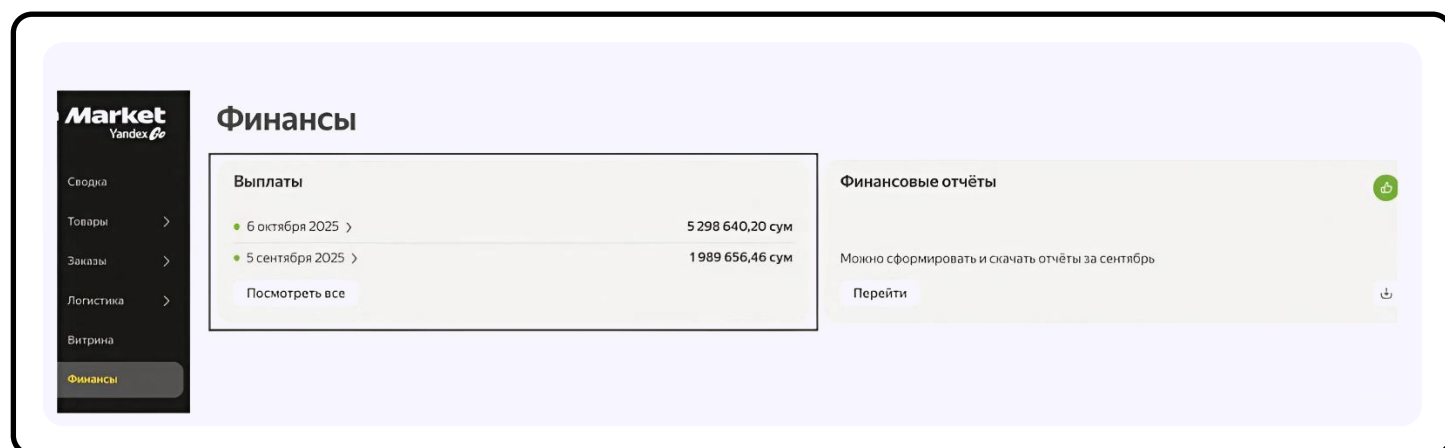 Market
Yandex Go
Сводка
Товары
Заказы
Логистика
Витрина
Финансы
Финансы
Выплаты
6 октября 2025
5 298 640,20 сум
5 сентября 2025
1 989 656,46 сум
Посмотреть все
Финансовые отчёты
Можно сформировать и скачать отчёты за сентябрь
Перейти